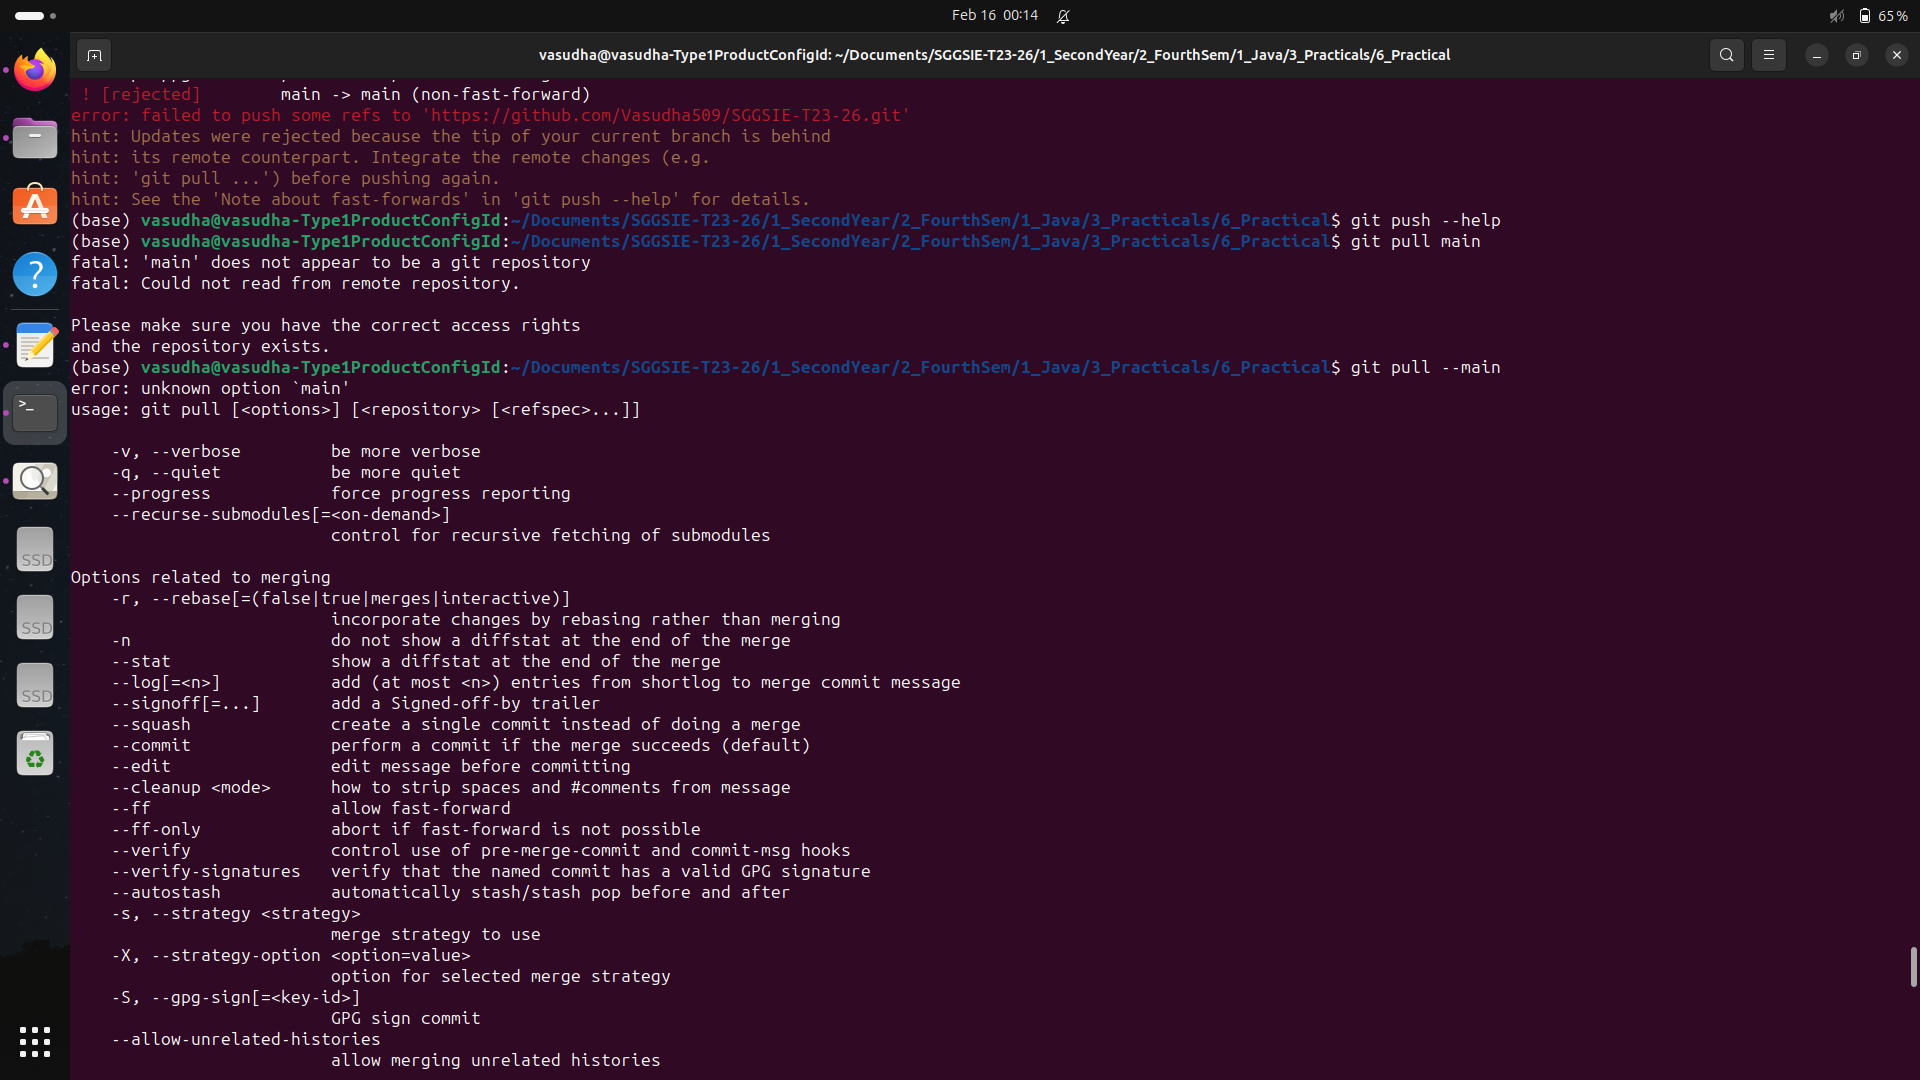 Feb 16 00:14
65 %
vasudha@vasudha-Type1ProductConfigId: ~/Documents/SGGSIE-T23-26/1_SecondYear/2_FourthSem/1_Java/3_Practicals/6_Practical
! [rejected]        main -> main (non-fast-forward)
error: failed to push some refs to 'https://github.com/Vasudha509/SGGSIE-T23-26.git'
hint: Updates were rejected because the tip of your current branch is behind
hint: its remote counterpart. Integrate the remote changes (e.g.
hint: 'git pull ...') before pushing again.
hint: See the 'Note about fast-forwards' in 'git push --help' for details.
(base) vasudha@vasudha-Type1ProductConfigId:~/Documents/SGGSIE-T23-26/1_SecondYear/2_FourthSem/1_Java/3_Practicals/6_Practical$ git push --help
(base) vasudha@vasudha-Type1ProductConfigId:~/Documents/SGGSIE-T23-26/1_SecondYear/2_FourthSem/1_Java/3_Practicals/6_Practical$ git pull main
fatal: 'main' does not appear to be a git repository
fatal: Could not read from remote repository.
Please make sure you have the correct access rights
and the repository exists.
(base) vasudha@vasudha-Type1ProductConfigId:~/Documents/SGGSIE-T23-26/1_SecondYear/2_FourthSem/1_Java/3_Practicals/6_Practical$ git pull --main
error: unknown option `main'
usage: git pull [<options>] [<repository> [<refspec>...]]
-v, --verbose         be more verbose
-q, --quiet           be more quiet
--progress            force progress reporting
--recurse-submodules[=<on-demand>]
control for recursive fetching of submodules
Options related to merging
-r, --rebase[=(false|true|merges|interactive)]
incorporate changes by rebasing rather than merging
-n                    do not show a diffstat at the end of the merge
--stat                show a diffstat at the end of the merge
--log[=<n>]           add (at most <n>) entries from shortlog to merge commit message
--signoff[=...]       add a Signed-off-by trailer
--squash              create a single commit instead of doing a merge
--commit              perform a commit if the merge succeeds (default)
--edit                edit message before committing
--cleanup <mode>      how to strip spaces and #comments from message
--ff                  allow fast-forward
--ff-only             abort if fast-forward is not possible
--verify              control use of pre-merge-commit and commit-msg hooks
--verify-signatures   verify that the named commit has a valid GPG signature
--autostash           automatically stash/stash pop before and after
-s, --strategy <strategy>
merge strategy to use
-X, --strategy-option <option=value>
option for selected merge strategy
-S, --gpg-sign[=<key-id>]
GPG sign commit
--allow-unrelated-histories
allow merging unrelated histories
SSD
SSD
SSD